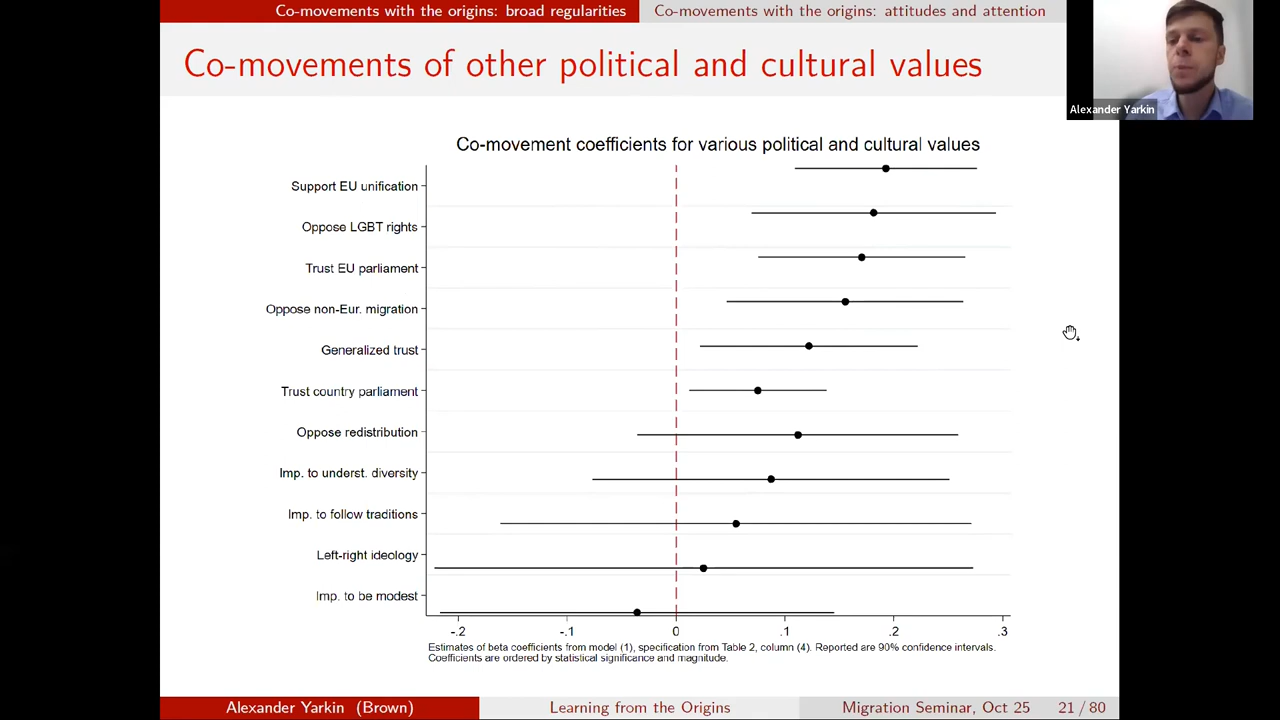 Co-movements with the origins: broad regularities
Co-movements with the origins: attitudes and attention
Co-movements of other political and cultural values
Alexander Yarkin
Co-movement coefficients for various political and cultural values
Support EU unification
Oppose LGBT rights
Trust EU parliament
Oppose non-Eur. migration
Generalized trust
Trust country parliament
Oppose redistribution
Imp. to underst. diversity
Imp. to follow traditions
Left-right ideology
Imp. to be modest
-.2 -.1 0 .1 .2 .3
Estimates of beta coefficients from model (1), specification from Table 2, column (4). Reported are 90% confidence intervals.
Coefficients are ordered by statistical significance and magnitude.
Alexander Yarkin (Brown)
Learning from the Origins
Migration Seminar, Oct 25
21 / 80